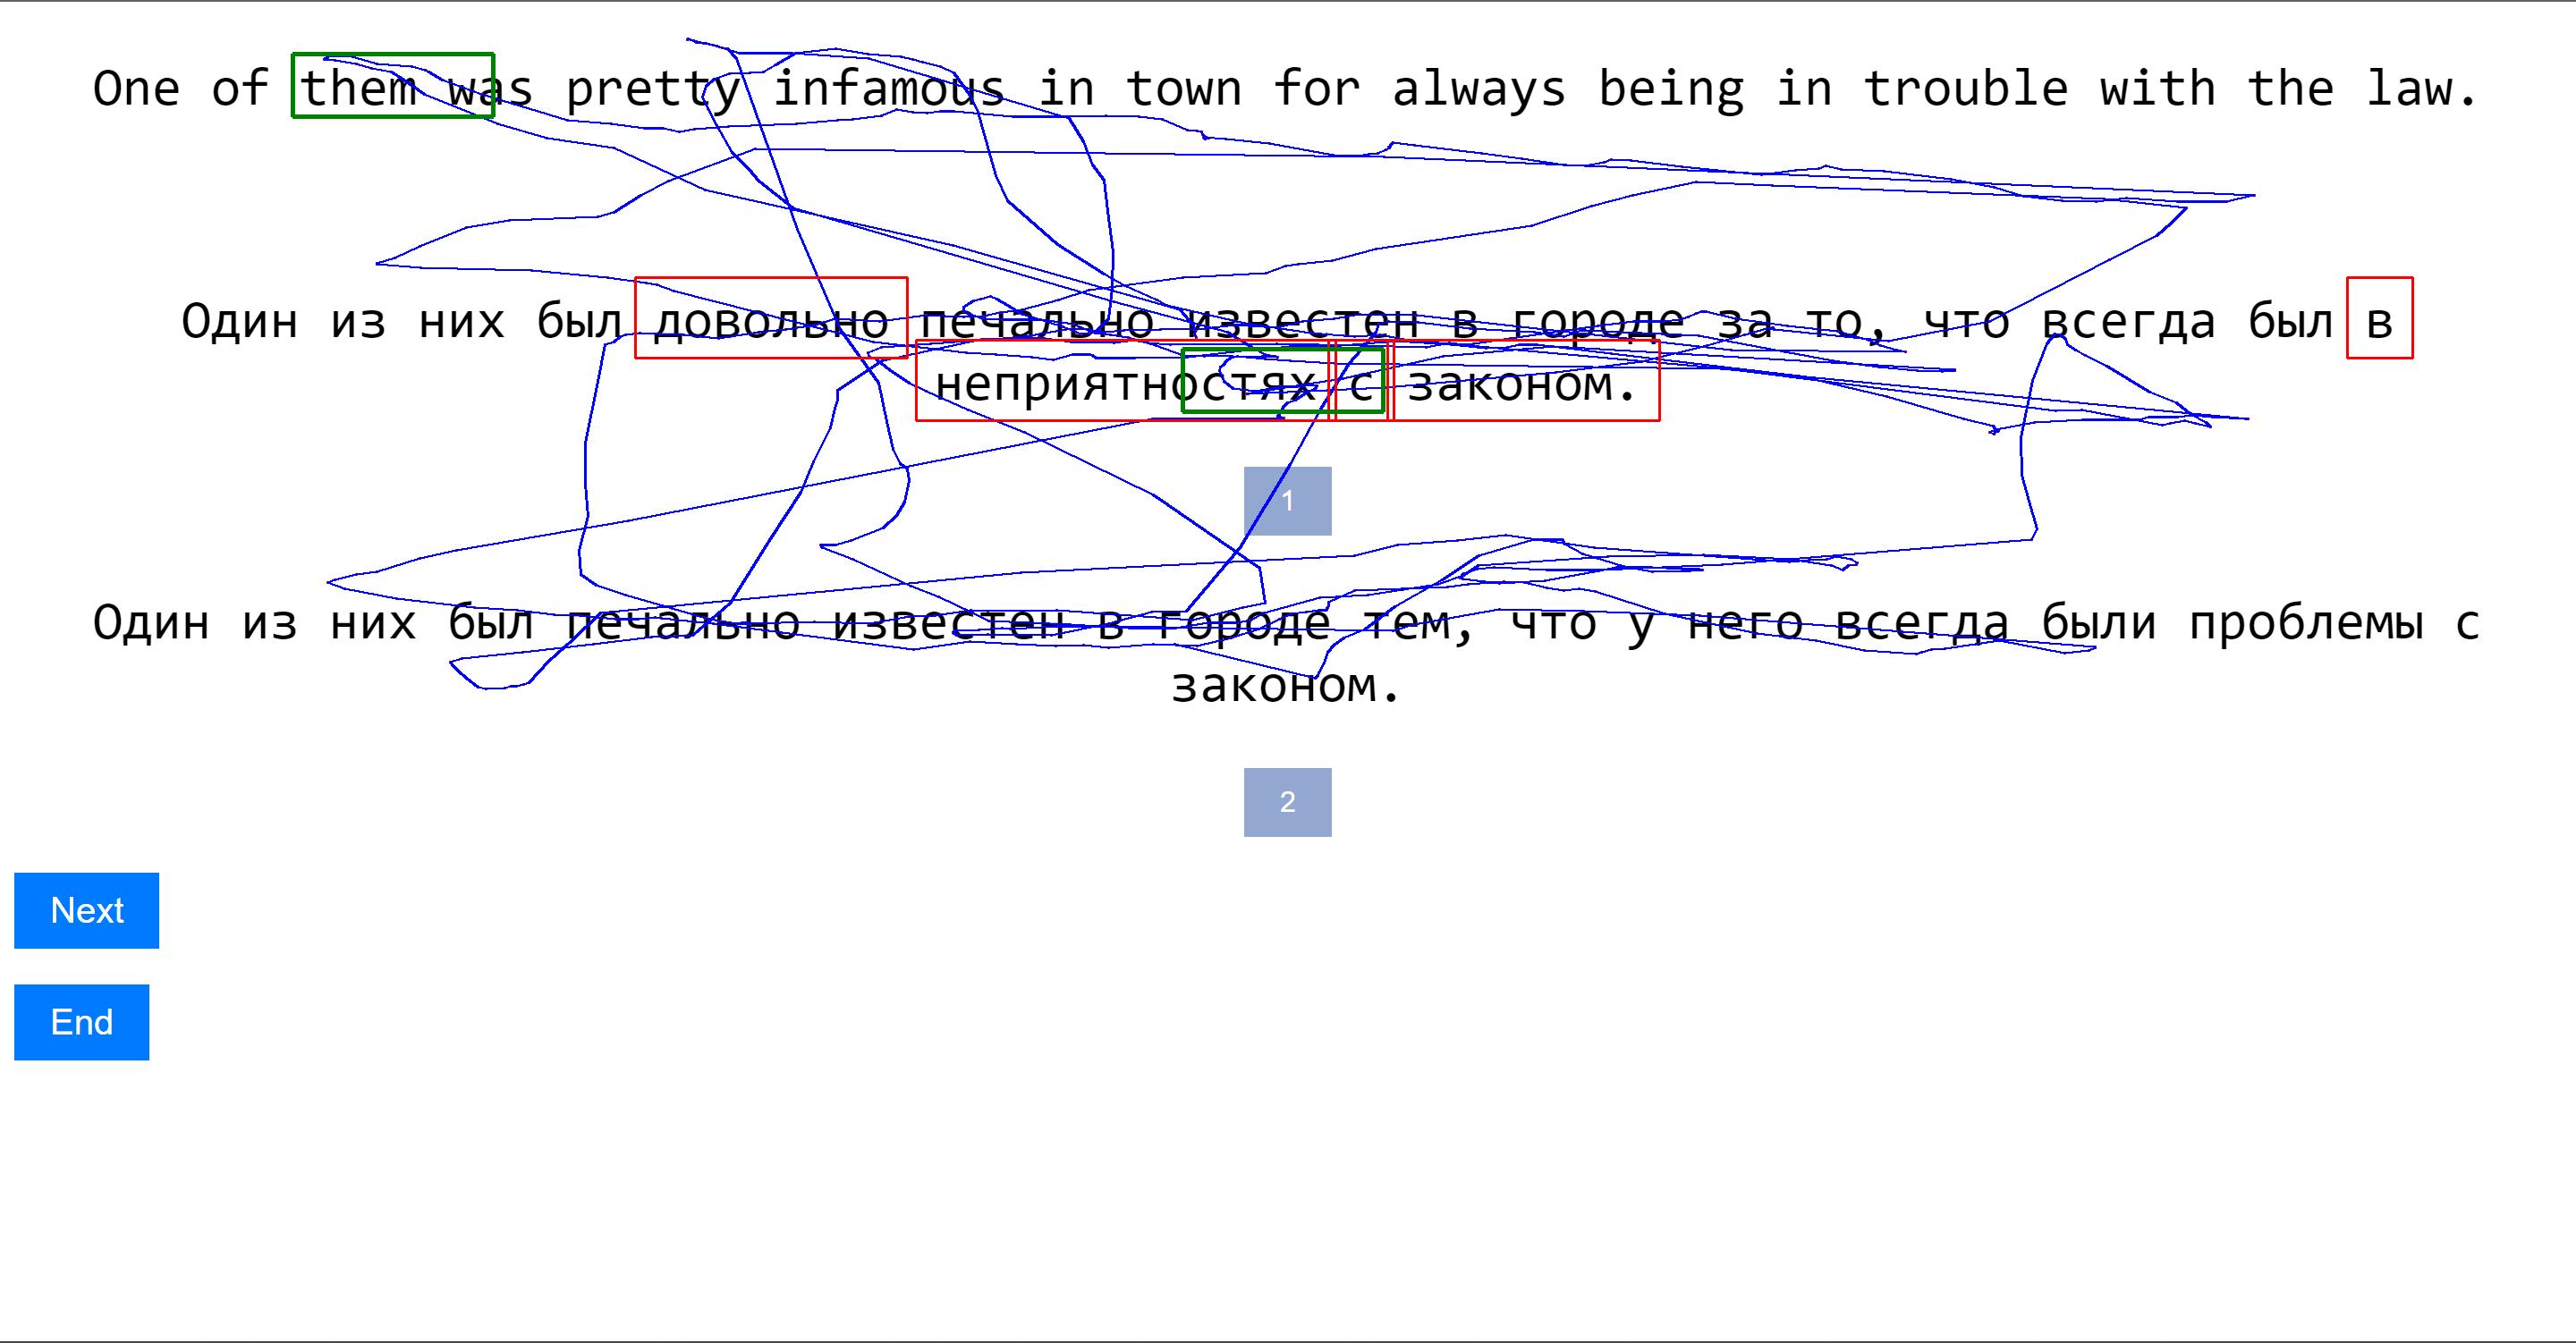 One of them was pretty infamous in town for always being in trouble with the law.
Один из них был довольно печально известен в городе за то, что всегда был в
неприятностях с законом.
1
Один из них был печально известен в городе тем, что у него всегда были проблемы с
законом.
2
Next
End